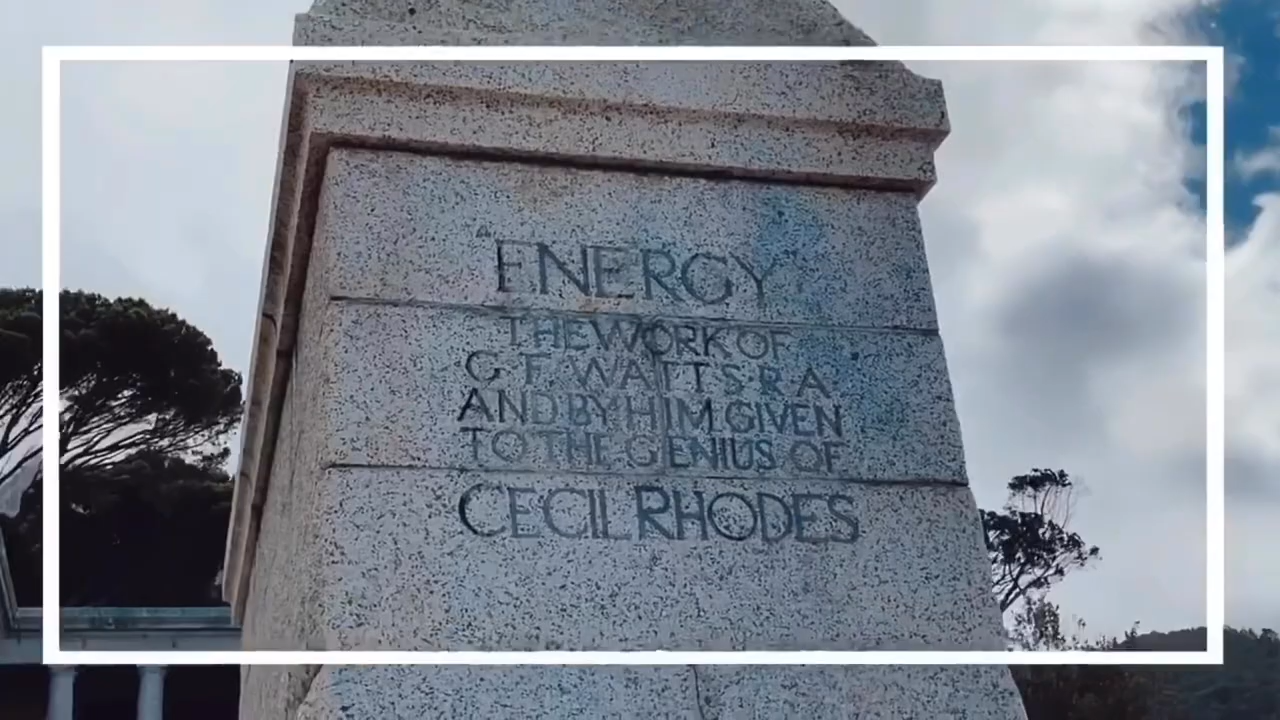 "ENERGY"
THE WORK OF
G F WATTS R A
AND BY HIM GIVEN
TO THE GENIUS OF
CECIL RHODES